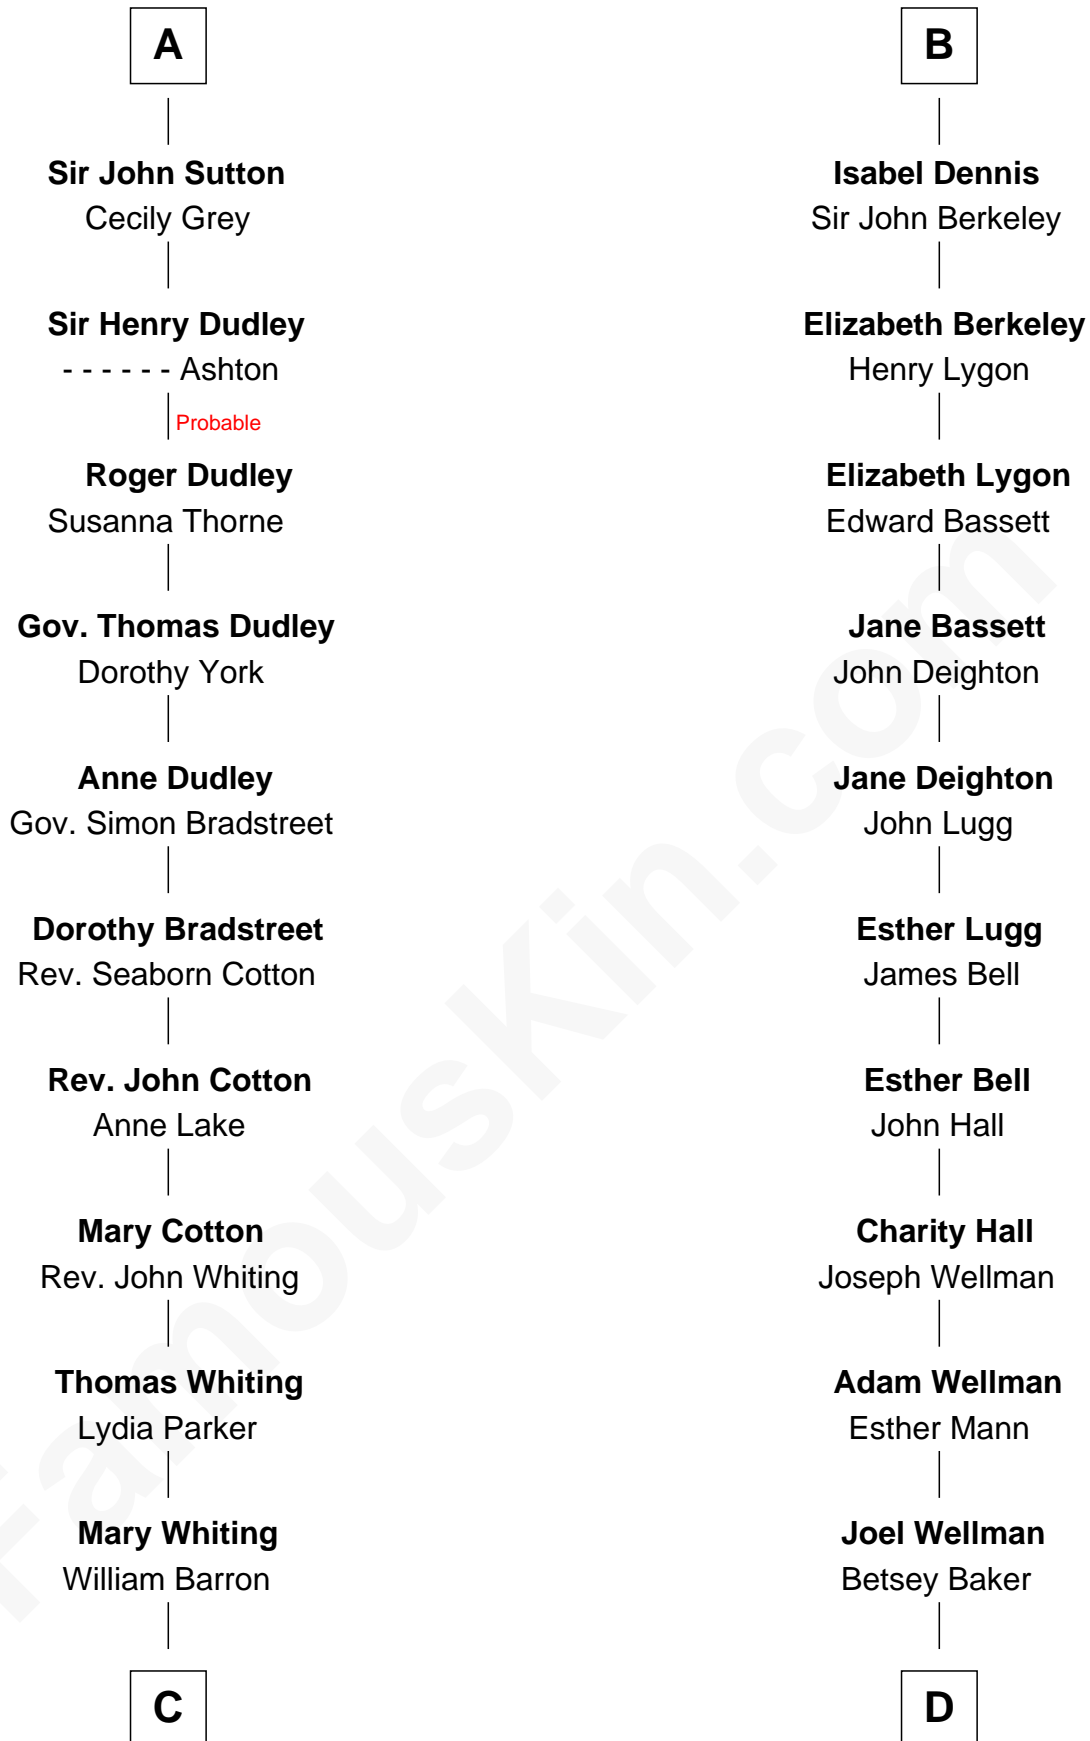 A
Sir John Sutton
Cecily Grey
Sir Henry Dudley
- - - - - - Ashton
Probable
Roger Dudley
Susanna Thorne
Gov. Thomas Dudley
Dorothy York
Anne Dudley
Gov. Simon Bradstreet
Dorothy Bradstreet
Rev. Seaborn Cotton
Rev. John Cotton
Anne Lake
Mary Cotton
Rev. John Whiting
Thomas Whiting
Lydia Parker
Mary Whiting
William Barron
C
B
Isabel Dennis
Sir John Berkeley
Elizabeth Berkeley
Henry Lygon
Elizabeth Lygon
Edward Bassett
Jane Bassett
John Deighton
Jane Deighton
John Lugg
Esther Lugg
James Bell
Esther Bell
John Hall
Charity Hall
Joseph Wellman
Adam Wellman
Esther Mann
Joel Wellman
Betsey Baker
D
FamousKin.com